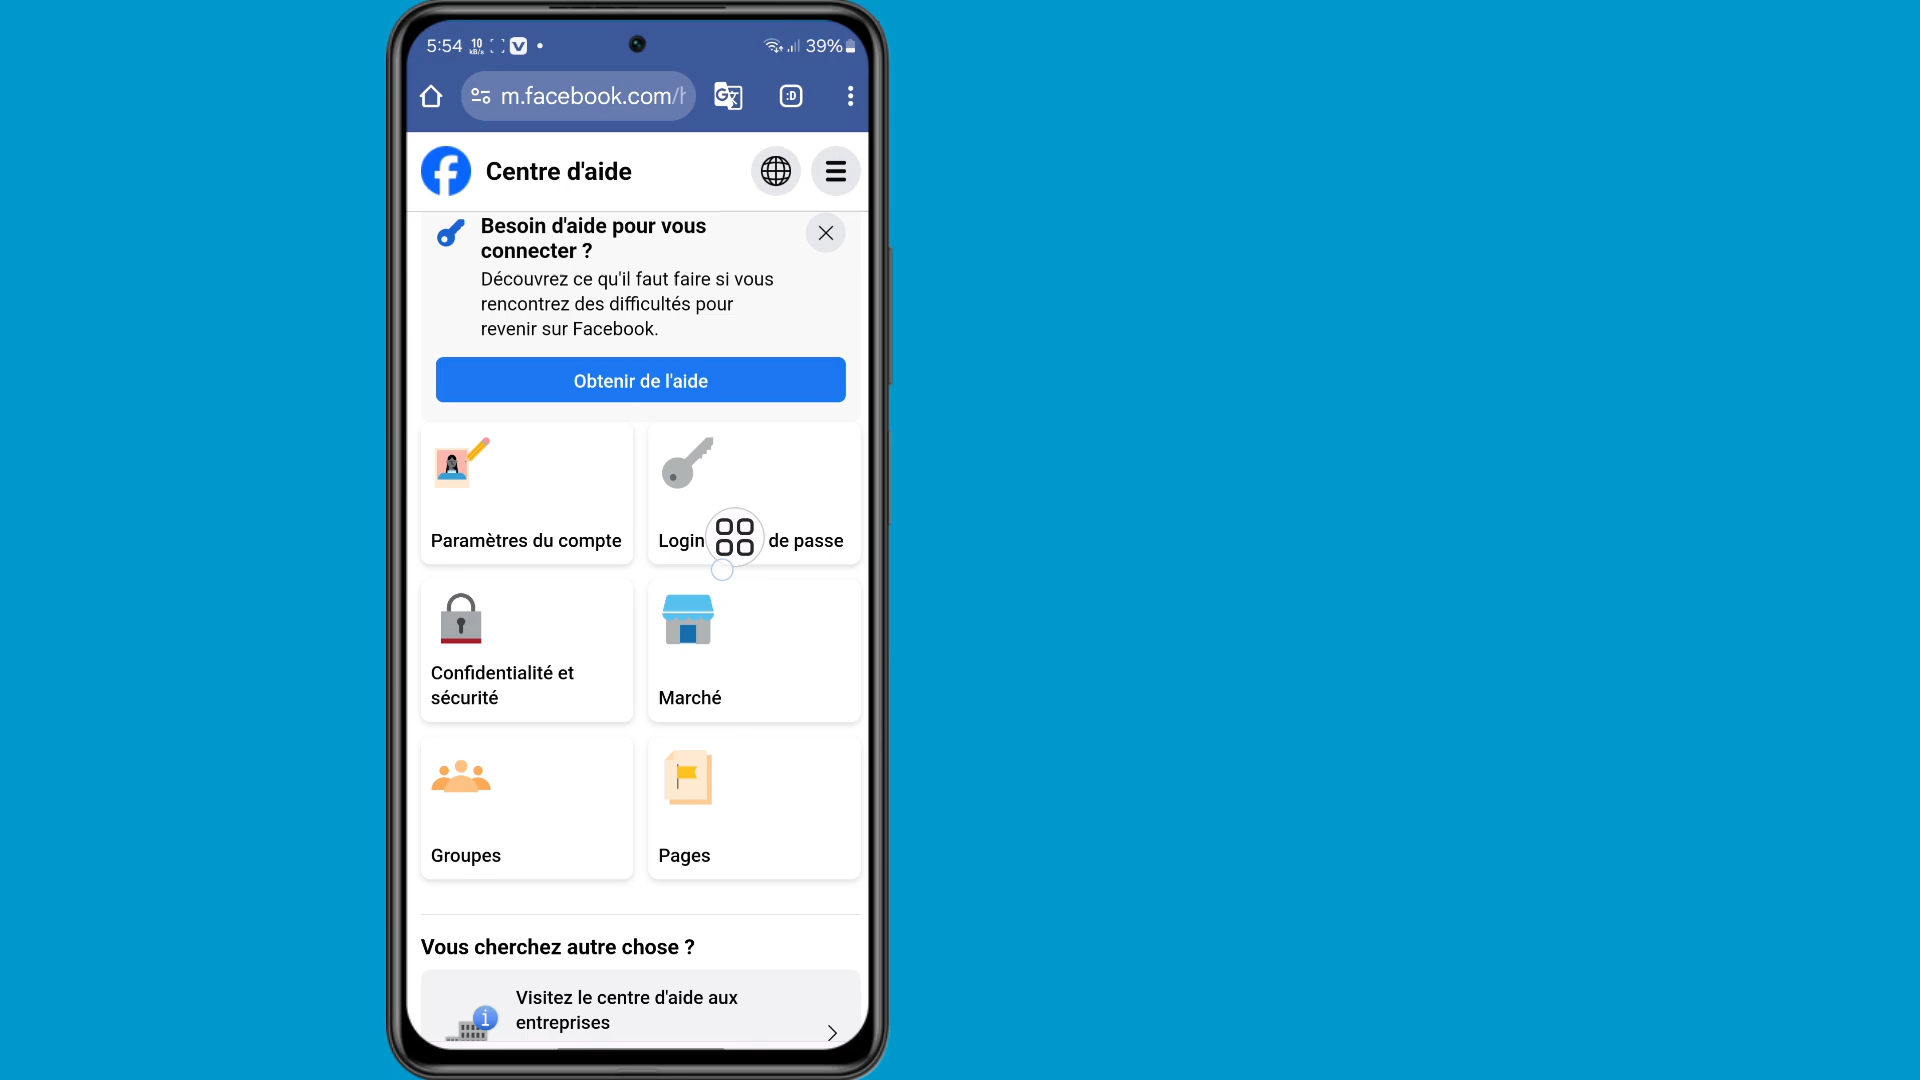 5:54 10 kB/s 39%
m.facebook.com/h
:D
Centre d'aide
Besoin d'aide pour vous
connecter ?
Découvrez ce qu'il faut faire si vous
rencontrez des difficultés pour
revenir sur Facebook.
Obtenir de l'aide
Paramètres du compte
Login de passe
Confidentialité et
sécurité
Marché
Groupes
Pages
Vous cherchez autre chose ?
Visitez le centre d'aide aux
entreprises